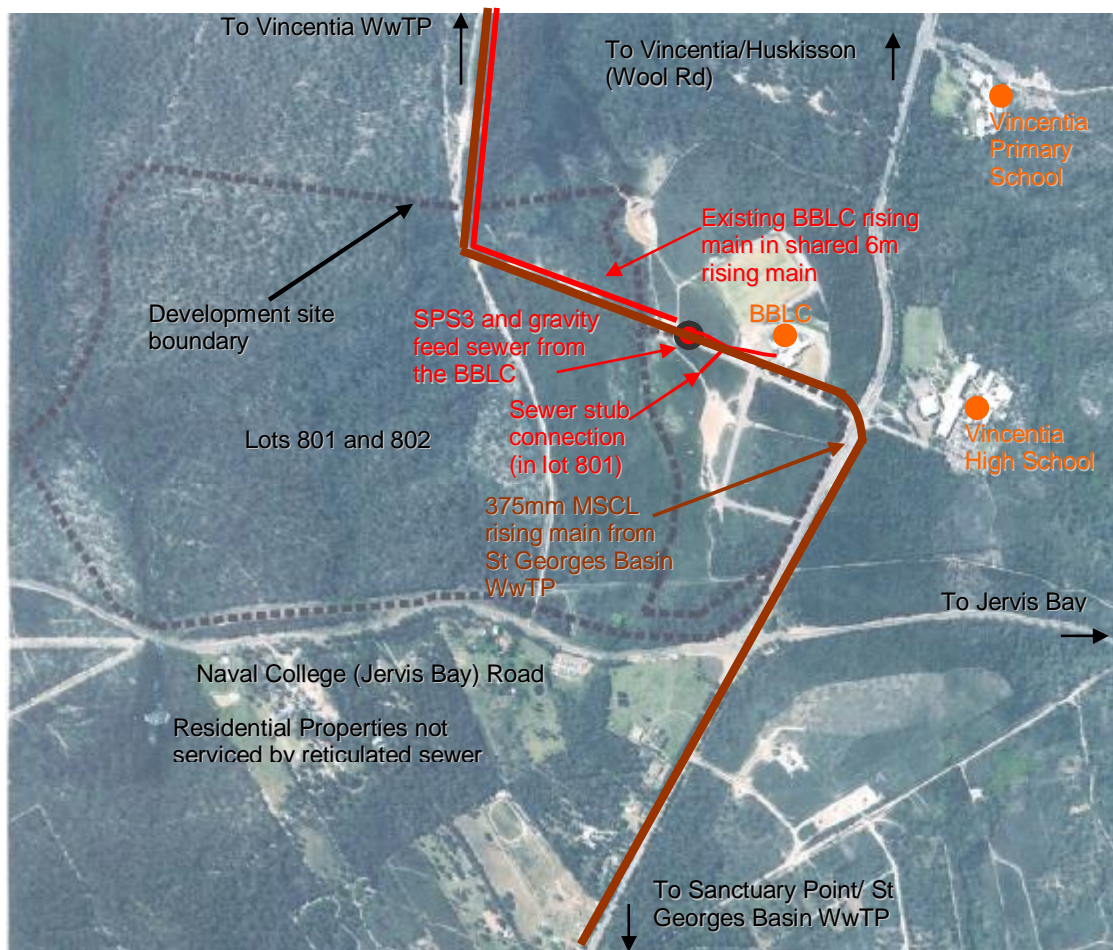 To Vincentia WwTP
To Vincentia/Huskisson
(Wool Rd)
Vincentia
Primary
School
Existing BBLC rising
main in shared 6m
rising main
Development site
boundary
SPS3 and gravity
feed sewer from
the BBLC
BBLC
Sewer stub
connection
(in lot 801)
Lots 801 and 802
Vincentia
High School
375mm MSCL
rising main from
St Georges Basin
WwTP
To Jervis Bay
Naval College (Jervis Bay) Road
Residential Properties not
serviced by reticulated sewer
To Sanctuary Point/ St
Georges Basin WwTP